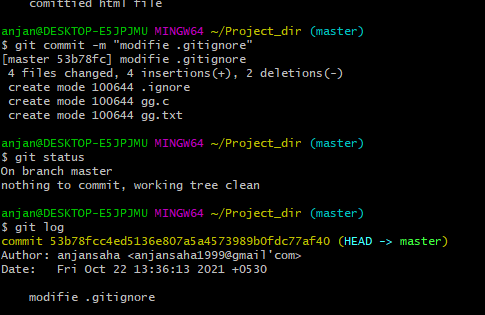 comittied html file
anjan@DESKTOP-E5JPJMU MINGW64 ~/Project_dir (master)
$ git commit -m "modifie .gitignore"
[master 53b78fc] modifie .gitignore
4 files changed, 4 insertions(+), 2 deletions(-)
create mode 100644 .ignore
create mode 100644 gg.c
create mode 100644 gg.txt
anjan@DESKTOP-E5JPJMU MINGW64 ~/Project_dir (master)
$ git status
On branch master
nothing to commit, working tree clean
anjan@DESKTOP-E5JPJMU MINGW64 ~/Project_dir (master)
$ git log
commit 53b78fcc4ed5136e807a5a4573989b0fdc77af40 (HEAD -> master)
Author: anjansaha <anjansaha1999@gmail'com>
Date:   Fri Oct 22 13:36:13 2021 +0530
modifie .gitignore